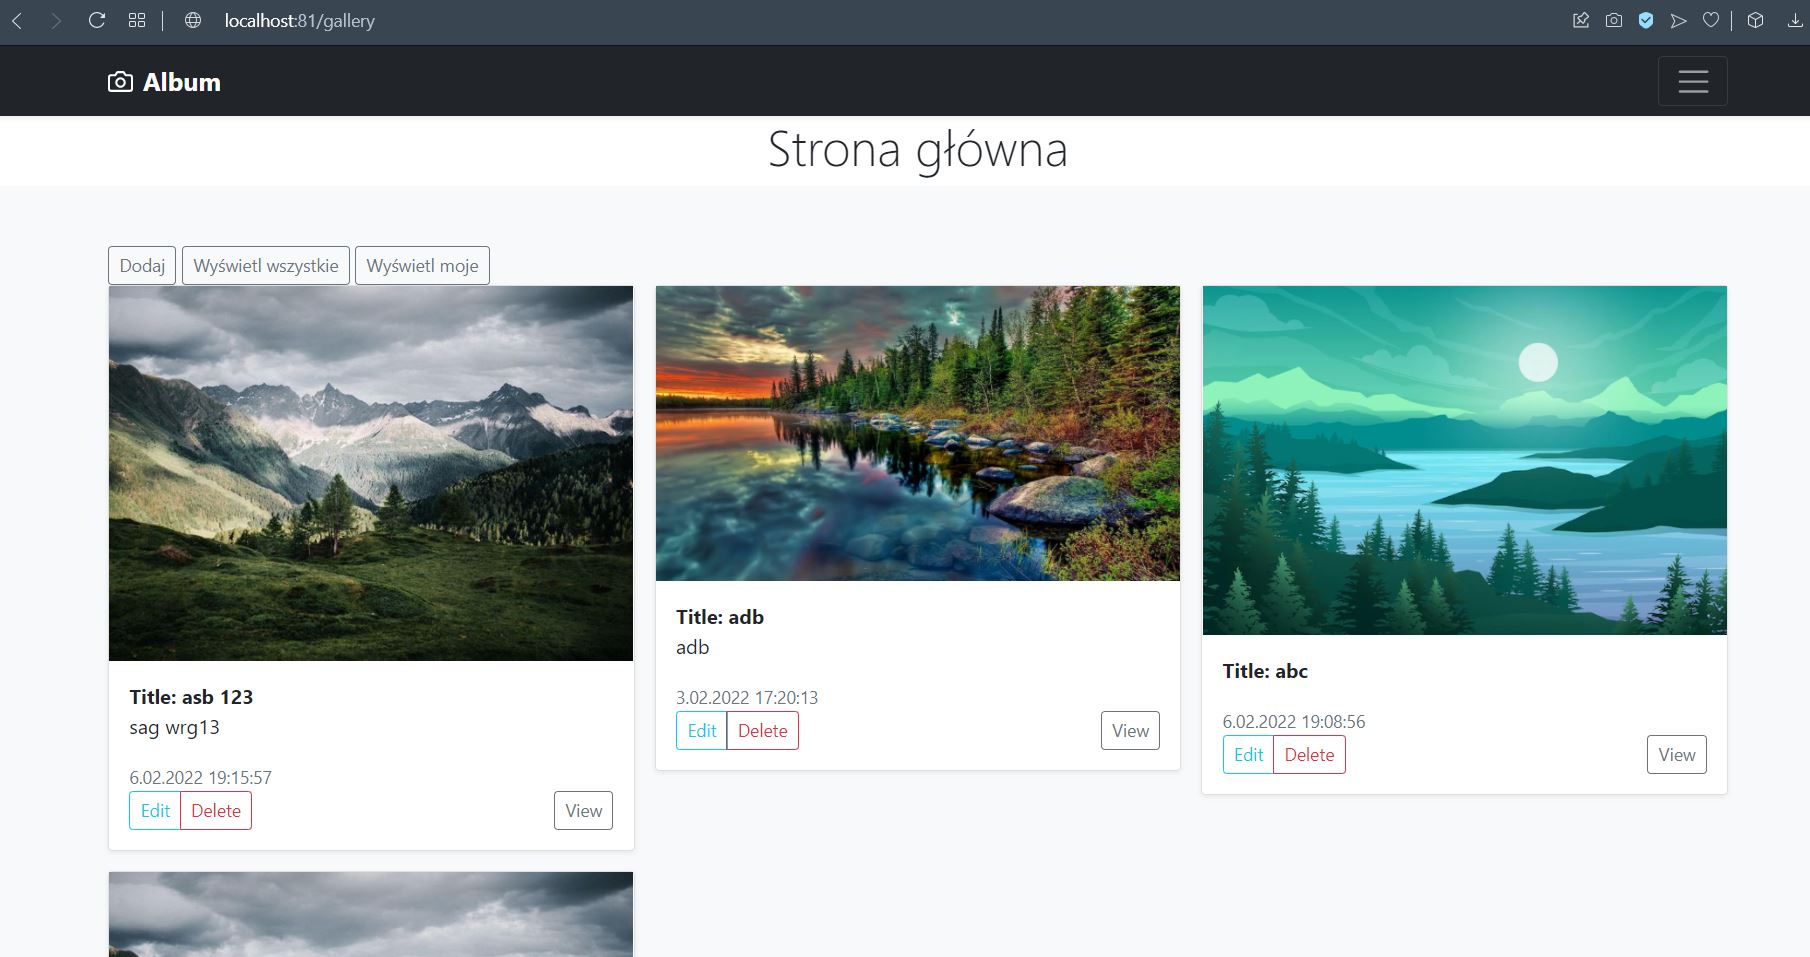 localhost:81/gallery
Album
Strona główna
Dodaj Wyświetl wszystkie Wyświetl moje
Title: asb 123
sag wrg13
6.02.2022 19:15:57
Edit Delete View
Title: adb
adb
3.02.2022 17:20:13
Edit Delete View
Title: abc
6.02.2022 19:08:56
Edit Delete View